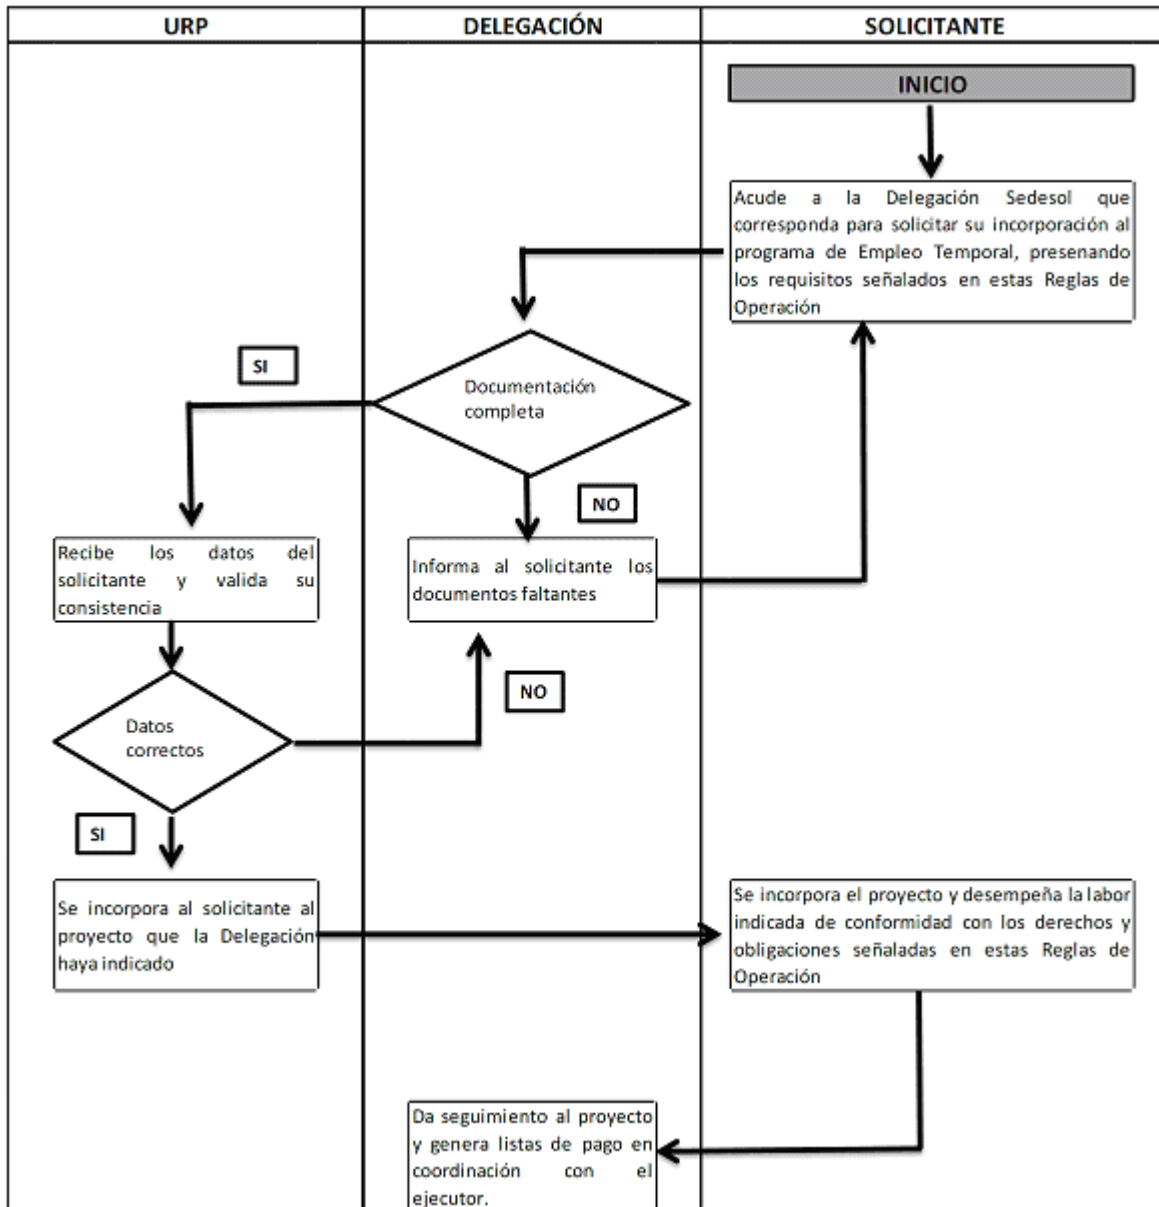 URP
DELEGACIÓN
SOLICITANTE
INICIO
Acude a la Delegación Sedesol que
corresponda para solicitar su incorporación al
programa de Empleo Temporal, presenando
los requisitos señalados en estas Reglas de
Operación
SI
Documentación
completa
NO
Recibe los datos del
solicitante y valida su
consistencia
Informa al solicitante los
documentos faltantes
NO
Datos
correctos
SI
Se incorpora al solicitante al
proyecto que la Delegación
haya indicado
Se incorpora el proyecto y desempeña la labor
indicada de conformidad con los derechos y
obligaciones señaladas en estas Reglas de
Operación
Da seguimiento al proyecto
y genera listas de pago en
coordinación con el
ejecutor.